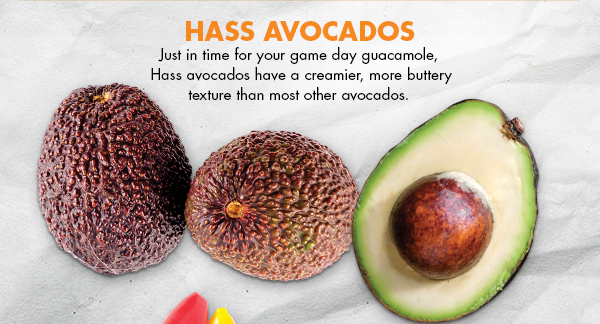 HASS AVOCADOS
Just in time for your game day guacamole,
Hass avocados have a creamier, more buttery
texture than most other avocados.